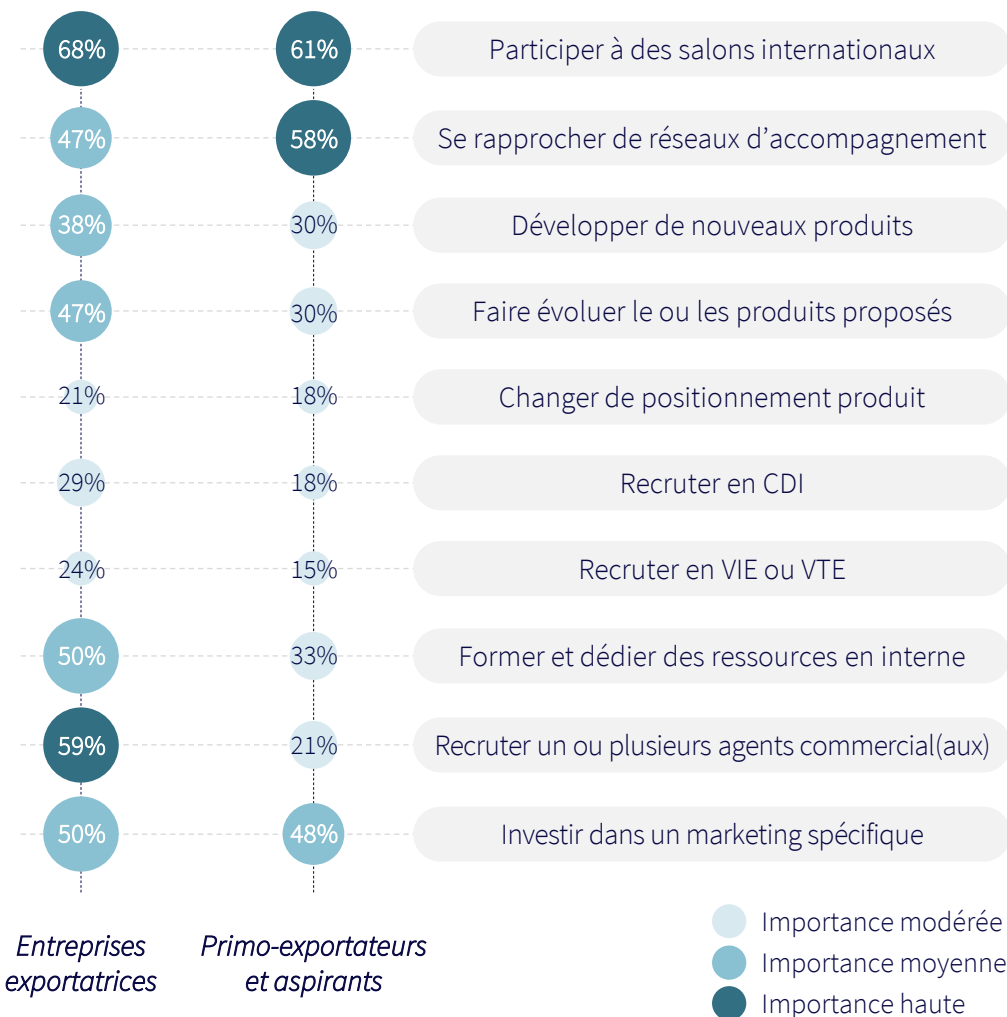 68% 61% Participer à des salons internationaux
47% 58% Se rapprocher de réseaux d’accompagnement
38% 30% Développer de nouveaux produits
47% 30% Faire évoluer le ou les produits proposés
21% 18% Changer de positionnement produit
29% 18% Recruter en CDI
24% 15% Recruter en VIE ou VTE
50% 33% Former et dédier des ressources en interne
59% 21% Recruter un ou plusieurs agents commercial(aux)
50% 48% Investir dans un marketing spécifique
Entreprises
exportatrices
Primo-exportateurs
et aspirants
Importance modérée
Importance moyenne
Importance haute